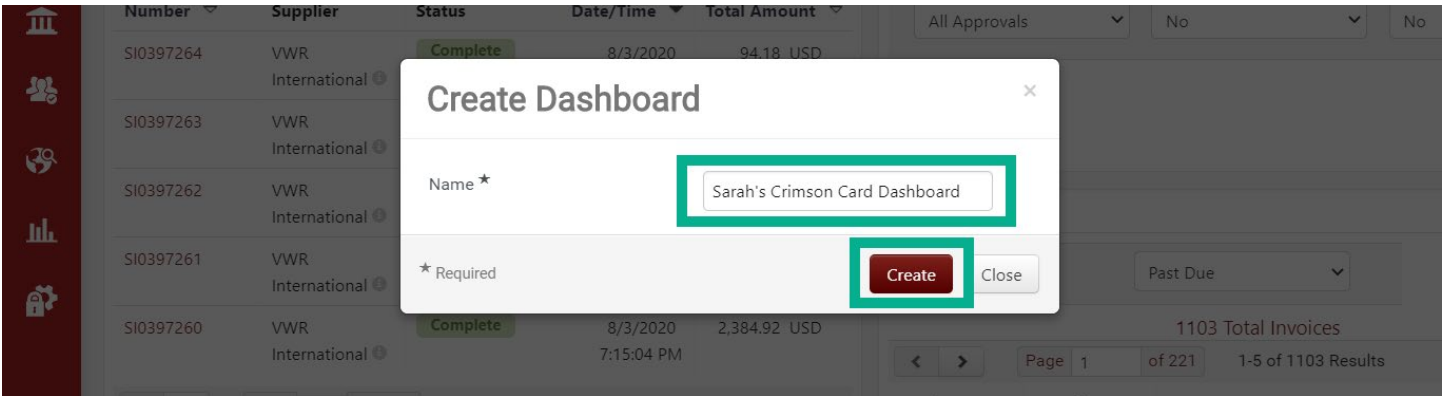 Number Supplier Status Date/Time Total Amount
All Approvals No No
SI0397264 VWR Complete 8/3/2020 94.18 USD
International
Create Dashboard ×
SI0397263 VWR
International
Name ★ Sarah's Crimson Card Dashboard
SI0397262 VWR
International
SI0397261 VWR
International
★ Required Create Close
Past Due
SI0397260 VWR Complete 8/3/2020 2,384.92 USD
International 7:15:04 PM
1103 Total Invoices
< > Page 1 of 221 1-5 of 1103 Results